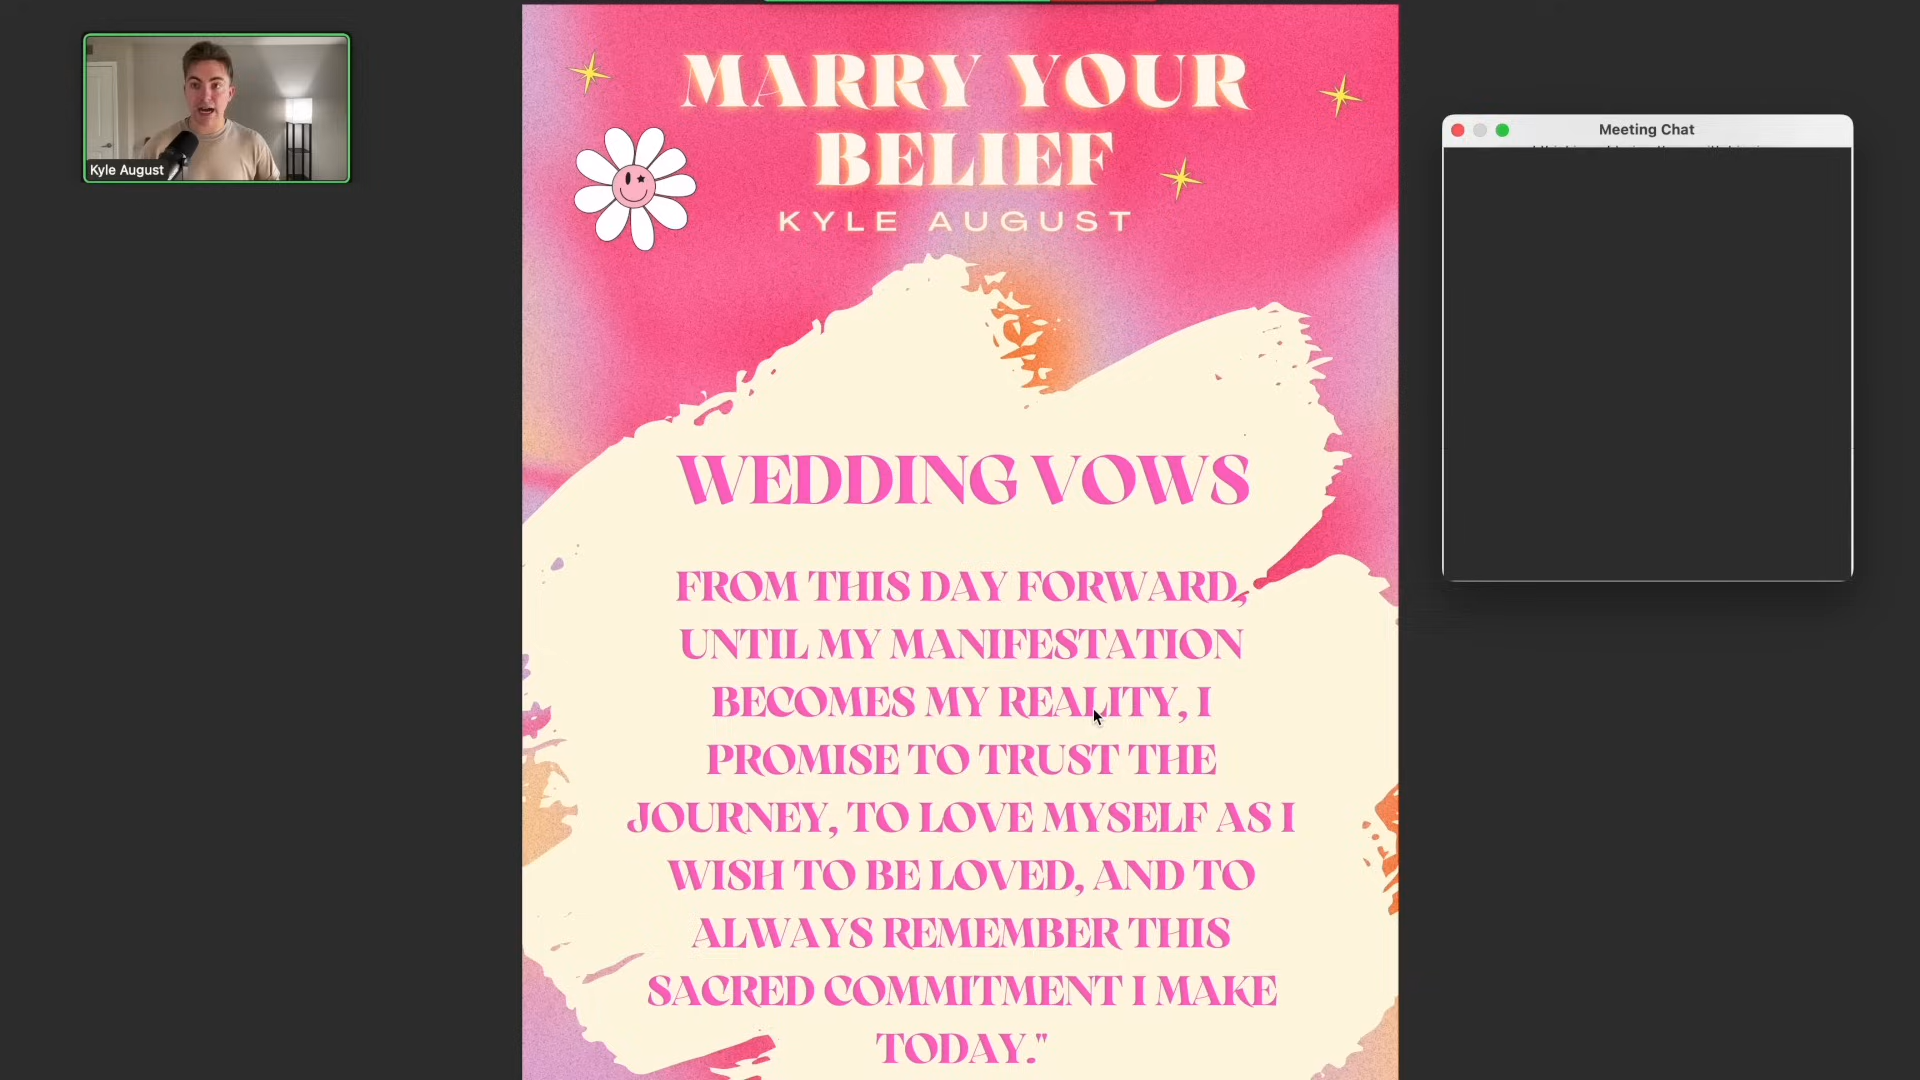 MARRY YOUR
BELIEF
KYLE AUGUST
Kyle August
Meeting Chat
WEDDING VOWS
FROM THIS DAY FORWARD,
UNTIL MY MANIFESTATION
BECOMES MY REALITY, I
PROMISE TO TRUST THE
JOURNEY, TO LOVE MYSELF AS I
WISH TO BE LOVED, AND TO
ALWAYS REMEMBER THIS
SACRED COMMITMENT I MAKE
TODAY."